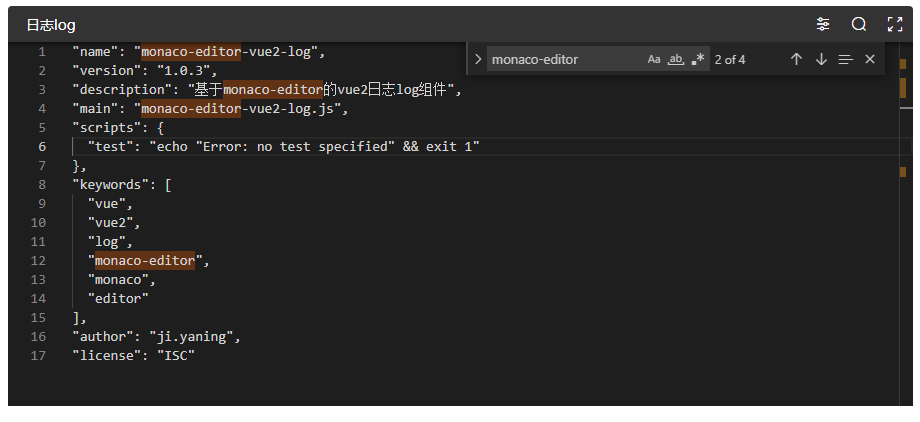 日志log
monaco-editor
Aa
ab
.*
2 of 4
1 "name": "monaco-editor-vue2-log",
2 "version": "1.0.3",
3 "description": "基于monaco-editor的vue2日志log组件",
4 "main": "monaco-editor-vue2-log.js",
5 "scripts": {
6 "test": "echo "Error: no test specified" && exit 1"
7 },
8 "keywords": [
9 "vue",
10 "vue2",
11 "log",
12 "monaco-editor",
13 "monaco",
14 "editor"
15 ],
16 "author": "ji.yaning",
17 "license": "ISC"